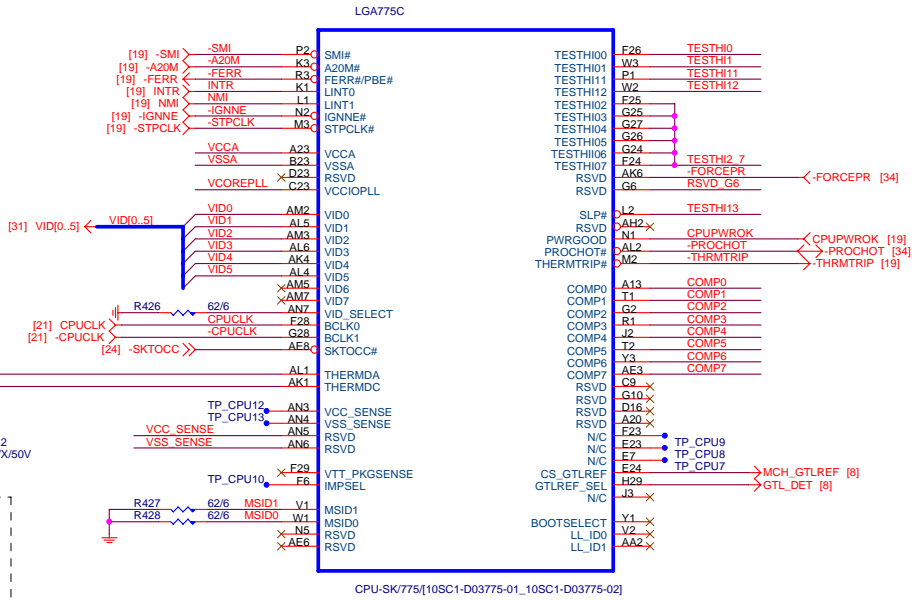 LGA775C
[19] -SMI -SMI P2 SMI#
[19] -A20M -A20M K3 A20M#
[19] -FERR -FERR R3 FERR#/PBE#
[19] INTR INTR K1 LINT0
[19] NMI NMI L1 LINT1
[19] -IGNNE -IGNNE N2 IGNNE#
[19] -STPCLK -STPCLK M3 STPCLK#
VCCA A23 VCCA
VSSA B23 VSSA
D23 RSVD
VCOREPLL C23 VCCIOPLL
[31] VID[0..5] VID[0..5]
VID0 AM2 VID0
VID1 AL5 VID1
VID2 AM3 VID2
VID3 AL6 VID3
VID4 AK4 VID4
VID5 AL4 VID5
AM5 VID6
AM7 VID7
R426 62/6 AN7 VID_SELECT
[21] CPUCLK CPUCLK F28 BCLK0
[21] -CPUCLK -CPUCLK G28 BCLK1
[24] -SKTOCC AE8 SKTOCC#
AL1 THERMDA
AK1 THERMDC
TP_CPU12 AN3 VCC_SENSE
TP_CPU13 AN4 VSS_SENSE
VCC_SENSE AN5 RSVD
VSS_SENSE AN6 RSVD
2
/X/50V
F29 VTT_PKGSENSE
TP_CPU10 F6 IMPSEL
R427 62/6 MSID1 V1 MSID1
R428 62/6 MSID0 W1 MSID0
N5 RSVD
AE6 RSVD
TESTHI00 F26 TESTHI0
TESTHI01 W3 TESTHI1
TESTHI11 P1 TESTHI11
TESTHI12 W2 TESTHI12
TESTHI02 F25
TESTHI03 G25
TESTHI04 G27
TESTHI05 G26
TESTHII06 G24
TESTHI07 F24 TESTHI2_7
RSVD AK6 -FORCEPR -FORCEPR [34]
RSVD G6 RSVD_G6
SLP# L2 TESTHI13
RSVD AH2
PWRGOOD N1 CPUPWROK CPUPWROK [19]
PROCHOT# AL2 -PROCHOT -PROCHOT [34]
THERMTRIP# M2 -THRMTRIP -THRMTRIP [19]
COMP0 A13 COMP0
COMP1 T1 COMP1
COMP2 G2 COMP2
COMP3 R1 COMP3
COMP4 J2 COMP4
COMP5 T2 COMP5
COMP6 Y3 COMP6
COMP7 AE3 COMP7
RSVD C9
RSVD G10
RSVD D16
RSVD A20
N/C F23 TP_CPU9
N/C E23 TP_CPU8
N/C E7 TP_CPU7
CS_GTLREF E24 MCH_GTLREF [8]
GTLREF_SEL H29 GTL_DET [8]
N/C J3
BOOTSELECT Y1
LL_ID0 V2
LL_ID1 AA2
CPU-SK/775/[10SC1-D03775-01_10SC1-D03775-02]